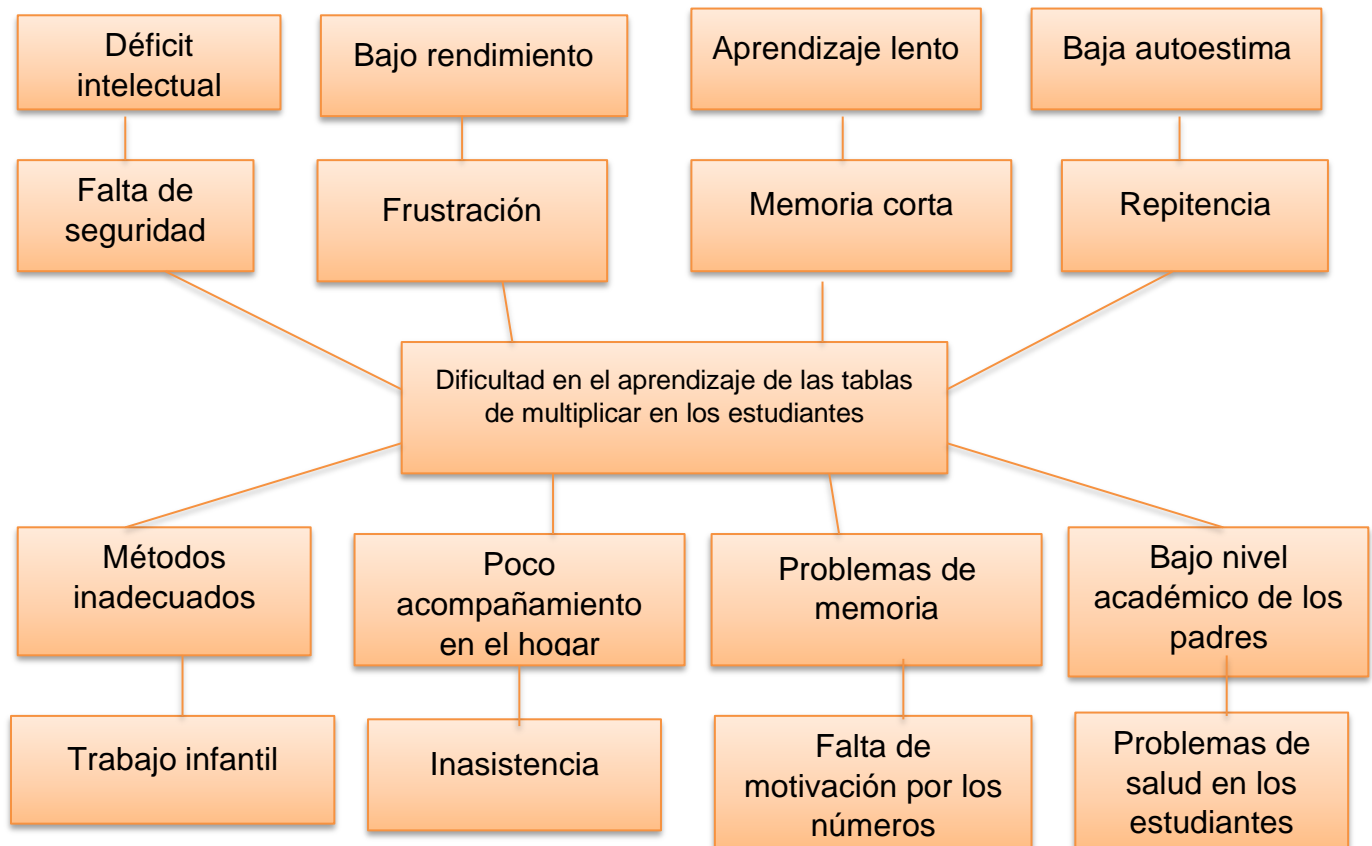 Déficit
intelectual
Bajo rendimiento
Aprendizaje lento
Baja autoestima
Falta de
seguridad
Frustración
Memoria corta
Repitencia
Dificultad en el aprendizaje de las tablas
de multiplicar en los estudiantes
Métodos
inadecuados
Poco
acompañamiento
en el hogar
Problemas de
memoria
Bajo nivel
académico de los
padres
Trabajo infantil
Inasistencia
Falta de
motivación por los
números
Problemas de
salud en los
estudiantes